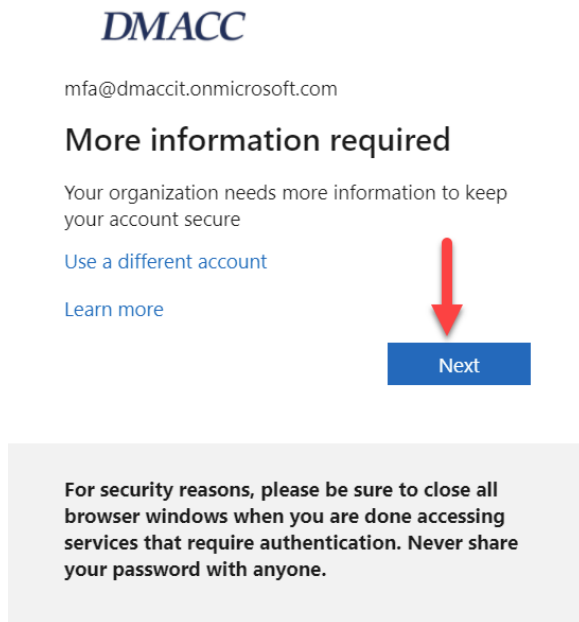 DMACC
mfa@dmaccit.onmicrosoft.com
More information required
Your organization needs more information to keep
your account secure
Use a different account
Learn more
Next
For security reasons, please be sure to close all
browser windows when you are done accessing
services that require authentication. Never share
your password with anyone.